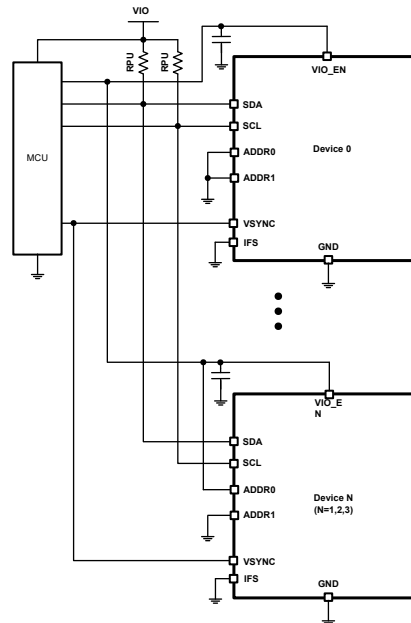 VIO
RPU
RPU
VIO_EN
SDA
SCL
MCU
ADDR0
Device 0
ADDR1
VSYNC
IFS
GND
VIO_E
N
SDA
SCL
ADDR0
Device N
(N=1,2,3)
ADDR1
VSYNC
IFS
GND